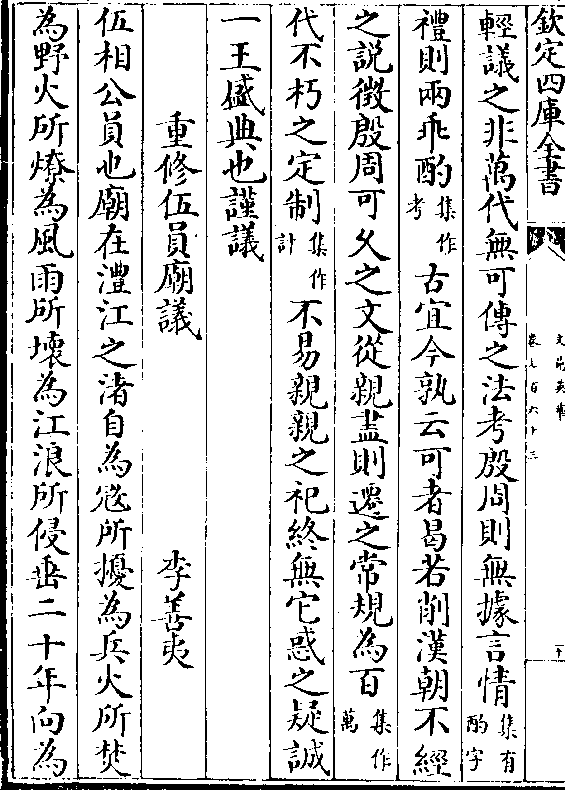 欽定四庫全書
文苑英華
卷七百六十三
輕議之非萬代無可傳之法考殷周則無據言情集有酌字
禮則兩乖酌集作考古宜今孰云可者曷若削漢朝不經
之説徵殷周可久之文從親盡則遷之常規為百集作萬
代不朽之定制集作計不易親親之祀終無它惑之疑誠
一王盛典也謹議
重修伍員廟議 李善夷
伍相公員也廟在澧江之渚自為宼所擾為兵火所焚
為野火所燎為風雨所壞為江浪所侵垂二十年向為